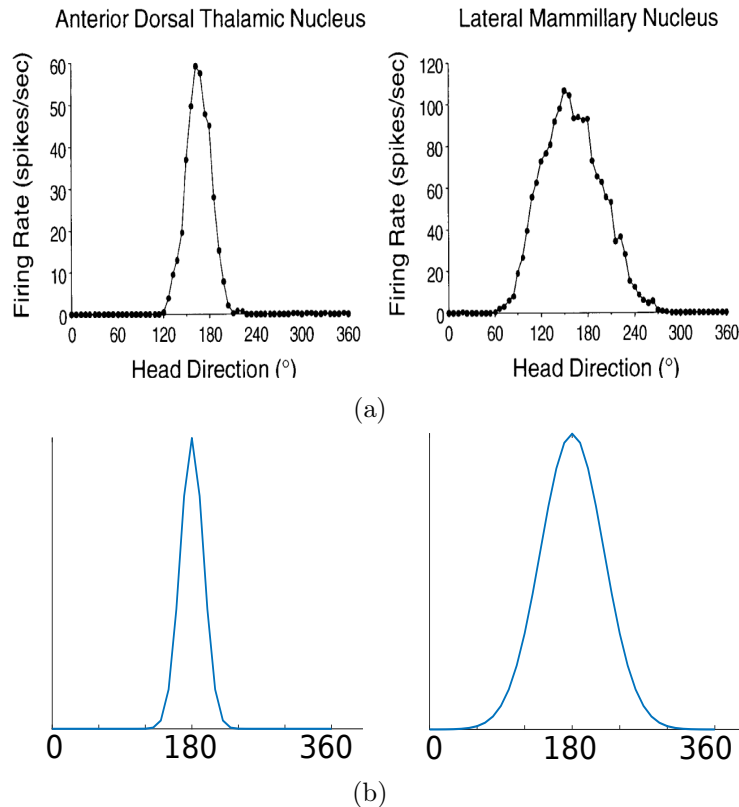 Anterior Dorsal Thalamic Nucleus
Lateral Mammillary Nucleus
Firing Rate (spikes/sec)
60
50
40
30
20
10
0
0 60 120 180 240 300 360
Head Direction (°)
Firing Rate (spikes/sec)
120
100
80
60
40
20
0
0 60 120 180 240 300 360
Head Direction (°)
(a)
0 180 360
0 180 360
(b)